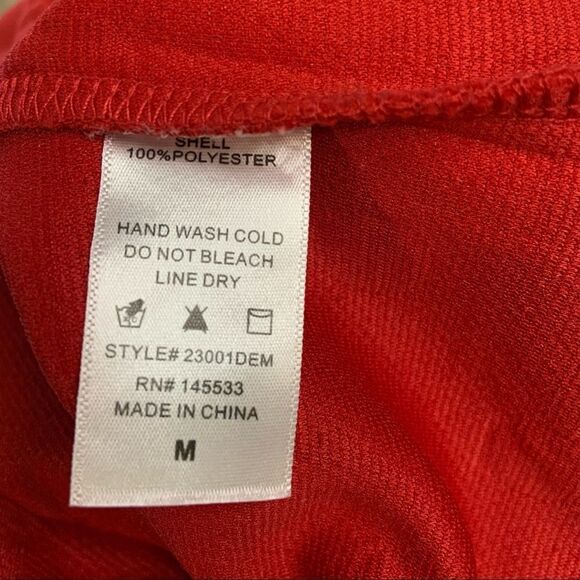 SHELL
100%POLYESTER
HAND WASH COLD
DO NOT BLEACH
LINE DRY
STYLE# 23001DEM
RN# 145533
MADE IN CHINA
M